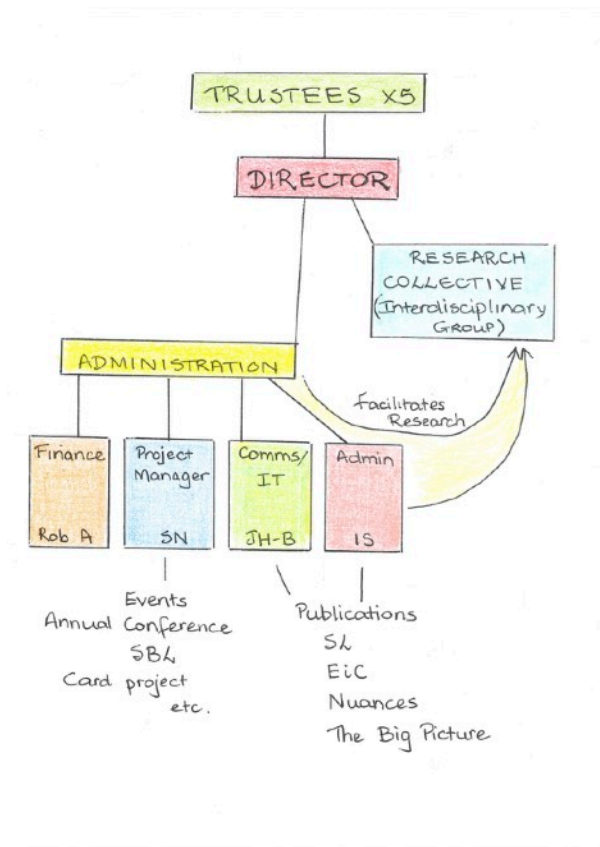 TRUSTEES X5
DIRECTOR
RESEARCH
COLLECTIVE
(Interdisciplinary
GROUP)
ADMINISTRATION
Facilitates
Research
Finance
Rob A
Project
Manager
SN
Comms/
IT
JH-B
Admin
IS
Events
Annual Conference
SBL
Card project
etc.
Publications
SL
EiC
Nuances
The Big Picture